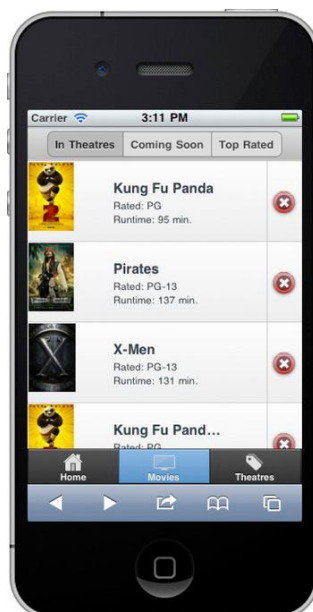 Carrier 3:11 PM
In Theatres Coming Soon Top Rated
Kung Fu Panda
Rated: PG
Runtime: 95 min.
Pirates
Rated: PG-13
Runtime: 137 min.
X-Men
Rated: PG-13
Runtime: 131 min.
Kung Fu Pand...
Rated: PG
Home Movies Theatres